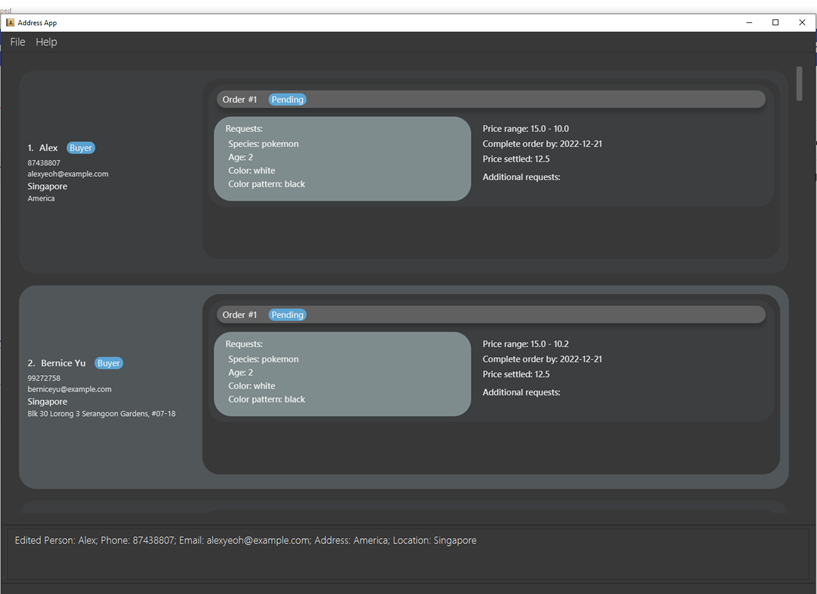 ped
Address App
File Help
Order #1 Pending
Requests:
Species: pokemon
Age: 2
Color: white
Color pattern: black
Price range: 15.0 - 10.0
Complete order by: 2022-12-21
Price settled: 12.5
Additional requests:
1. Alex Buyer
87438807
alexyeoh@example.com
Singapore
America
Order #1 Pending
Requests:
Species: pokemon
Age: 2
Color: white
Color pattern: black
Price range: 15.0 - 10.2
Complete order by: 2022-12-21
Price settled: 12.5
Additional requests:
2. Bernice Yu Buyer
99272758
berniceyu@example.com
Singapore
Blk 30 Lorong 3 Serangoon Gardens, #07-18
Edited Person: Alex; Phone: 87438807; Email: alexyeoh@example.com; Address: America; Location: Singapore